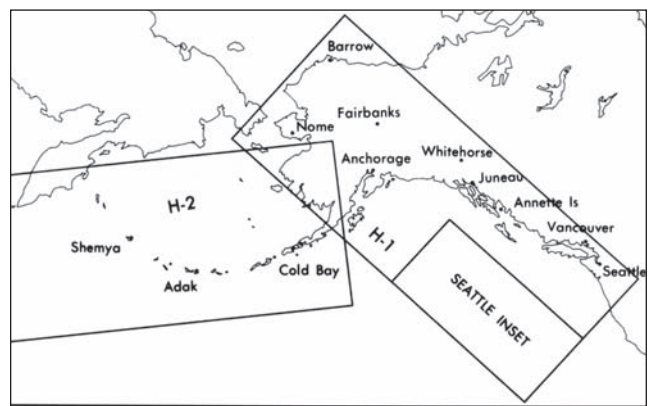 Barrow
Fairbanks
Nome
Anchorage
Whitehorse
Juneau
Annette Is
Vancouver
Seattle
H-2
H-1
Shemya
Adak
Cold Bay
SEATTLE INSET